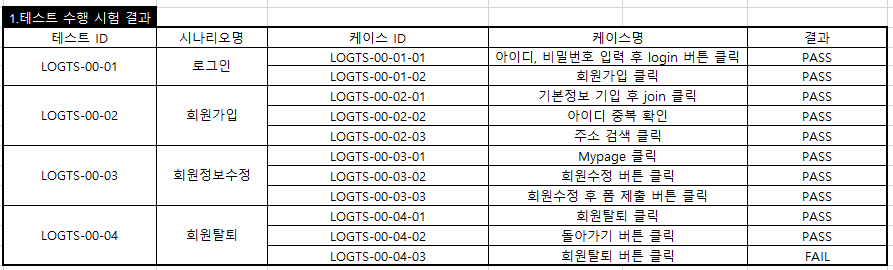 1.테스트 수행 시험 결과
테스트 ID 시나리오명 케이스 ID 케이스명 결과
LOGTS-00-01 로그인 LOGTS-00-01-01 아이디, 비밀번호 입력 후 login 버튼 클릭 PASS
LOGTS-00-01-02 회원가입 클릭 PASS
LOGTS-00-02 회원가입 LOGTS-00-02-01 기본정보 기입 후 join 클릭 PASS
LOGTS-00-02-02 아이디 중복 확인 PASS
LOGTS-00-02-03 주소 검색 클릭 PASS
LOGTS-00-03 회원정보수정 LOGTS-00-03-01 Mypage 클릭 PASS
LOGTS-00-03-02 회원수정 버튼 클릭 PASS
LOGTS-00-03-03 회원수정 후 폼 제출 버튼 클릭 PASS
LOGTS-00-04 회원탈퇴 LOGTS-00-04-01 회원탈퇴 클릭 PASS
LOGTS-00-04-02 돌아가기 버튼 클릭 PASS
LOGTS-00-04-03 회원탈퇴 버튼 클릭 FAIL